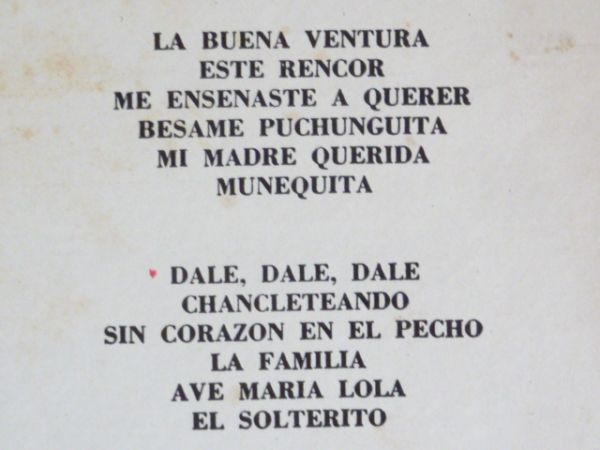 LA BUENA VENTURA
ESTE RENCOR
ME ENSENASTE A QUERER
BESAME PUCHUNGUITA
MI MADRE QUERIDA
MUNEQUITA
DALE, DALE, DALE
CHANCLETEANDO
SIN CORAZON EN EL PECHO
LA FAMILIA
AVE MARIA LOLA
EL SOLTERITO